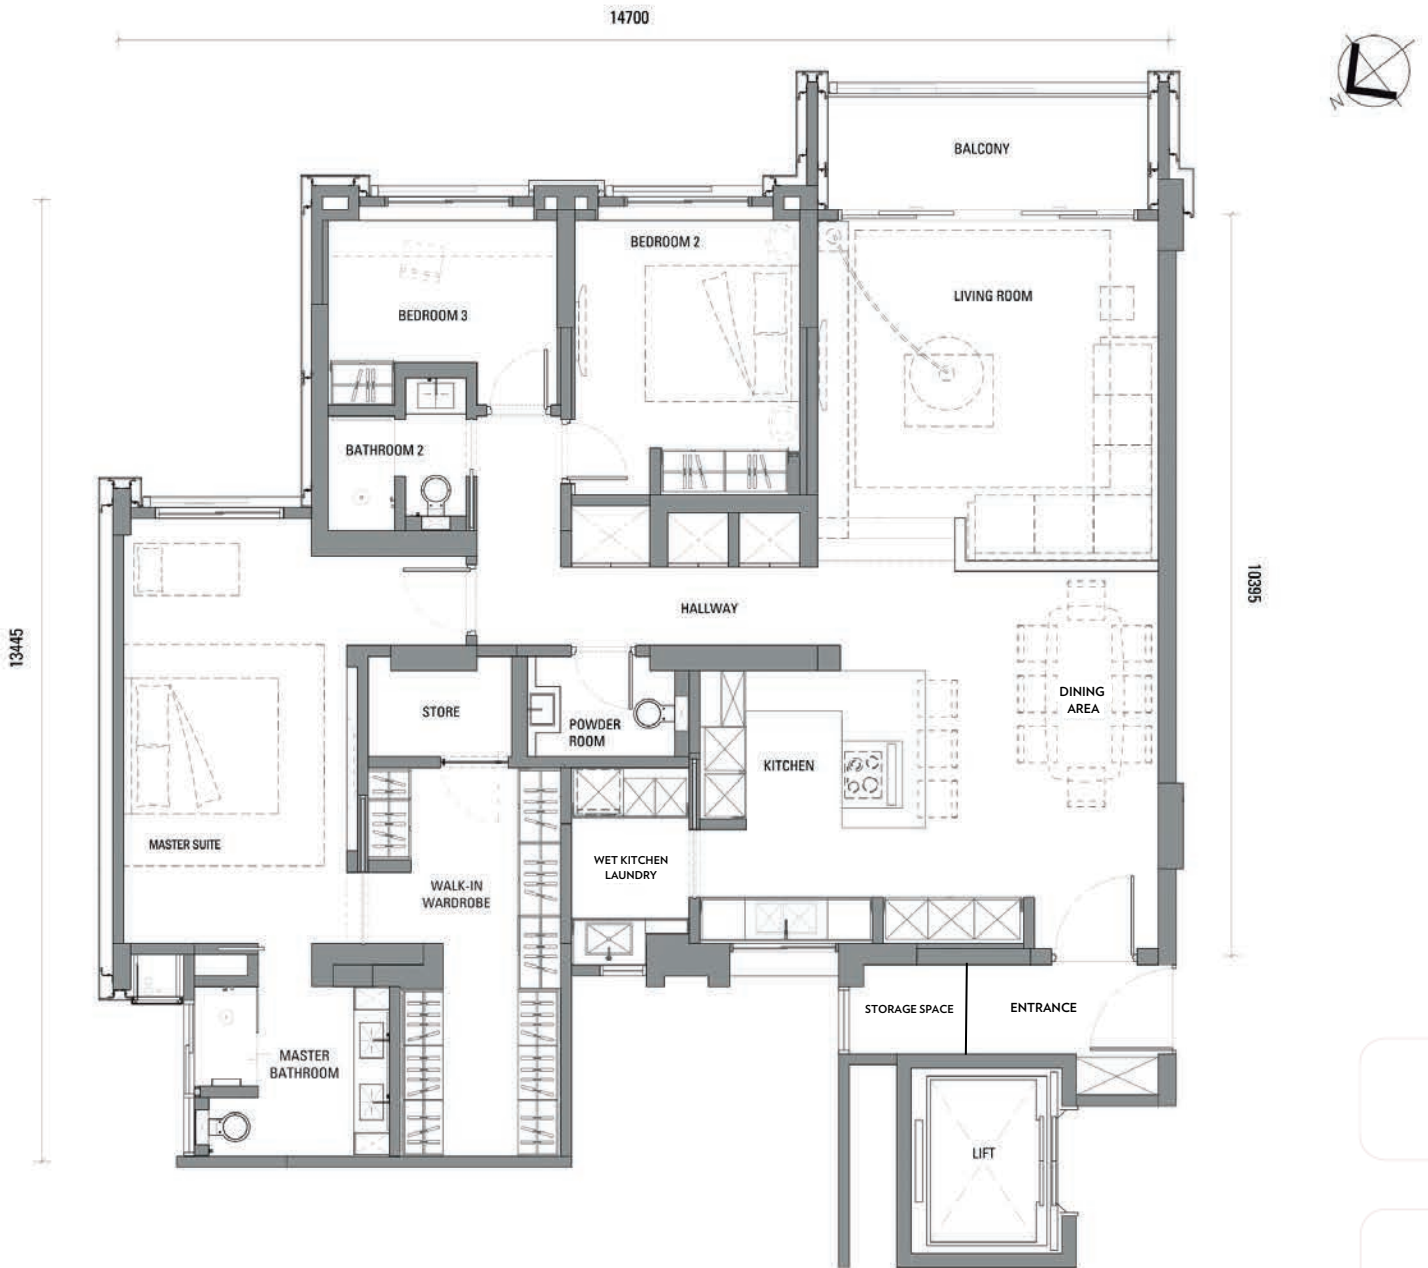 14700
N
BALCONY
BEDROOM 2
LIVING ROOM
BEDROOM 3
BATHROOM 2
10395
HALLWAY
13445
DINING
AREA
STORE
POWDER
ROOM
KITCHEN
MASTER SUITE
WET KITCHEN
LAUNDRY
WALK-IN
WARDROBE
STORAGE SPACE
ENTRANCE
MASTER
BATHROOM
LIFT